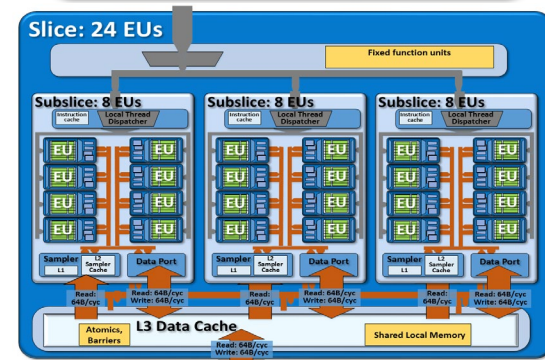 Slice: 24 EUs
Fixed function units
Subslice: 8 EUs
Instruction cache
Local Thread Dispatcher
EU EU
EU EU
EU EU
EU EU
Sampler
L1
L2 Sampler Cache
Data Port
Subslice: 8 EUs
Instruction cache
Local Thread Dispatcher
EU EU
EU EU
EU EU
EU EU
Sampler
L1
L2 Sampler Cache
Data Port
Subslice: 8 EUs
Instruction cache
Local Thread Dispatcher
EU EU
EU EU
EU EU
EU EU
Sampler
L1
L2 Sampler Cache
Data Port
Read: 64B/cyc
Read: 64B/cyc
Write: 64B/cyc
Read: 64B/cyc
Read: 64B/cyc
Write: 64B/cyc
Read: 64B/cyc
Read: 64B/cyc
Write: 64B/cyc
Atomics, Barriers
L3 Data Cache
Shared Local Memory
Read: 64B/cyc
Write: 64B/cyc